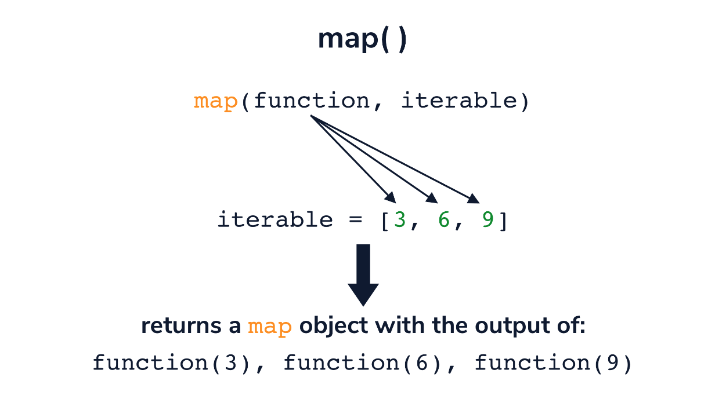 map( )
map(function, iterable)
iterable = [3, 6, 9]
returns a map object with the output of:
function(3), function(6), function(9)